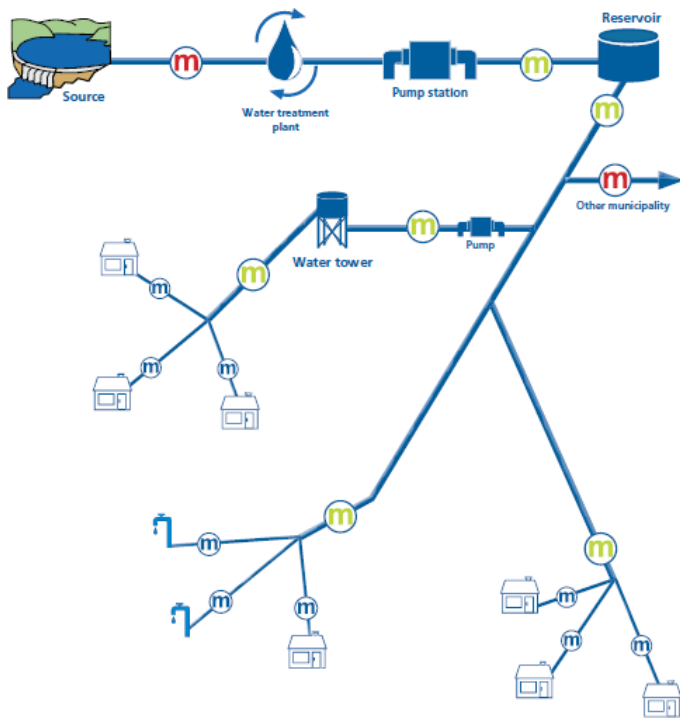 Reservoir
m
m
Source
Water treatment
plant
Pump station
m
m
Other municipality
m
Pump
Water tower
m
m
m
m
m
m
m
m
m
m
m
m
m